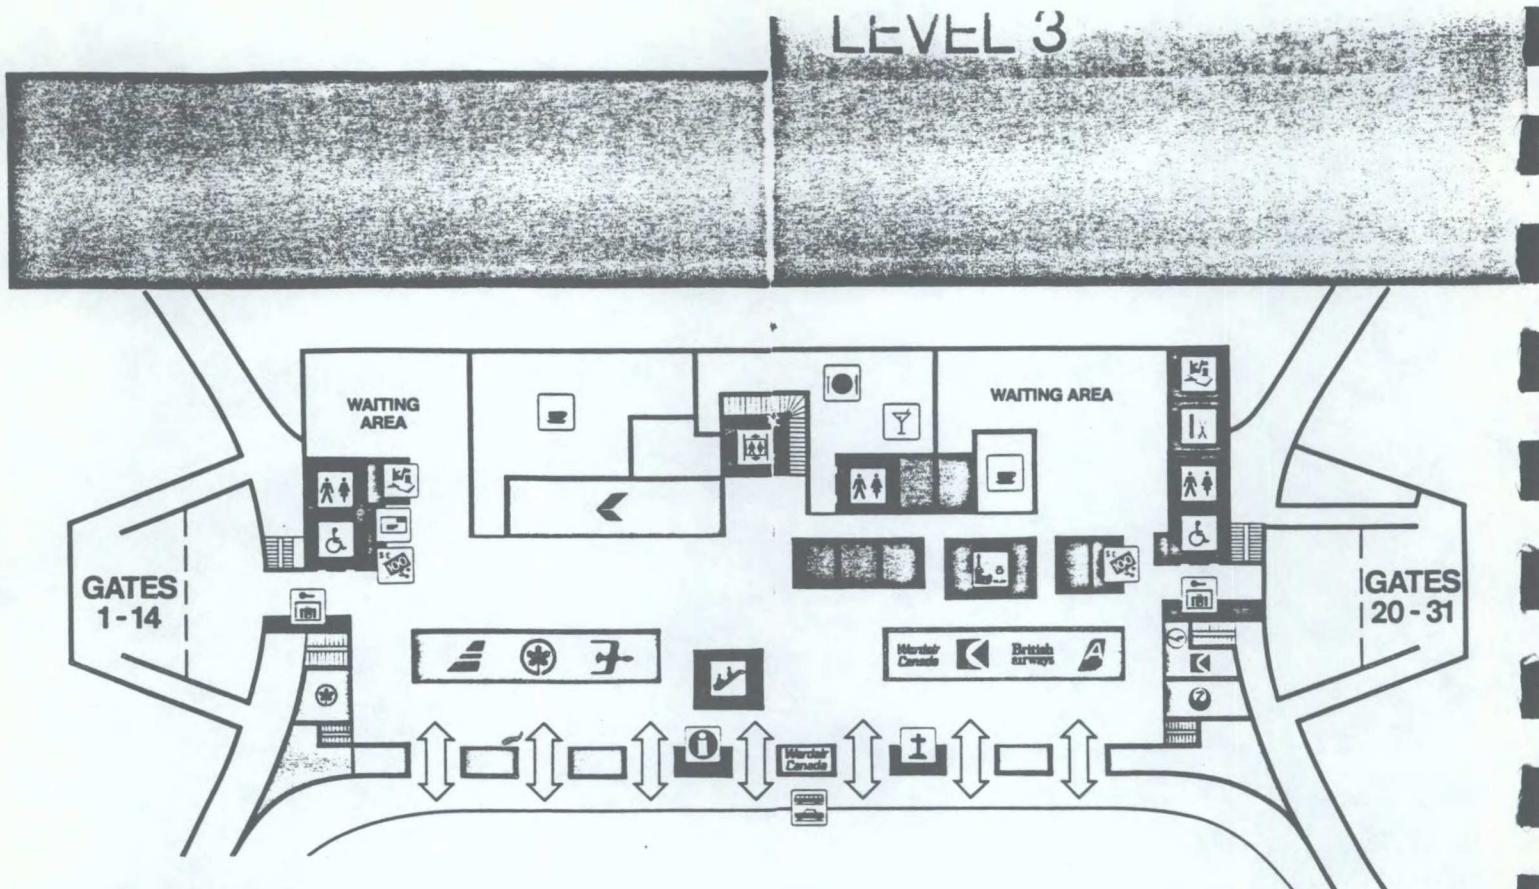 LEVEL 3
WAITING
AREA
WAITING AREA
GATES
1-14
GATES
20-31
Wardair
Canada
British
airways
Wardair
Canada